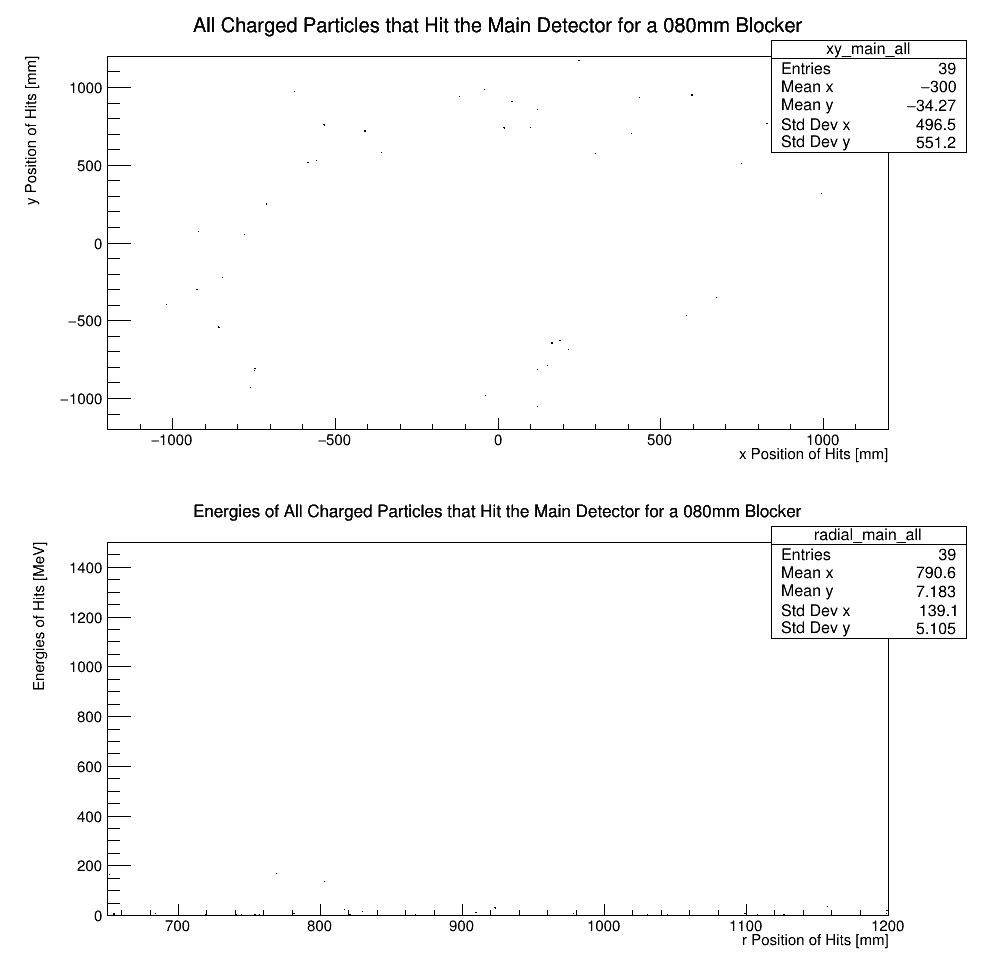 All Charged Particles that Hit the Main Detector for a 080mm Blocker
xy_main_all
Entries 39
Mean x −300
Mean y −34.27
Std Dev x 496.5
Std Dev y 551.2
y Position of Hits [mm]
1000
500
0
−500
−1000
−1000 −500 0 500 1000
x Position of Hits [mm]
Energies of All Charged Particles that Hit the Main Detector for a 080mm Blocker
radial_main_all
Entries 39
Mean x 790.6
Mean y 7.183
Std Dev x 139.1
Std Dev y 5.105
Energies of Hits [MeV]
1400
1200
1000
800
600
400
200
0
700 800 900 1000 1100 1200
r Position of Hits [mm]